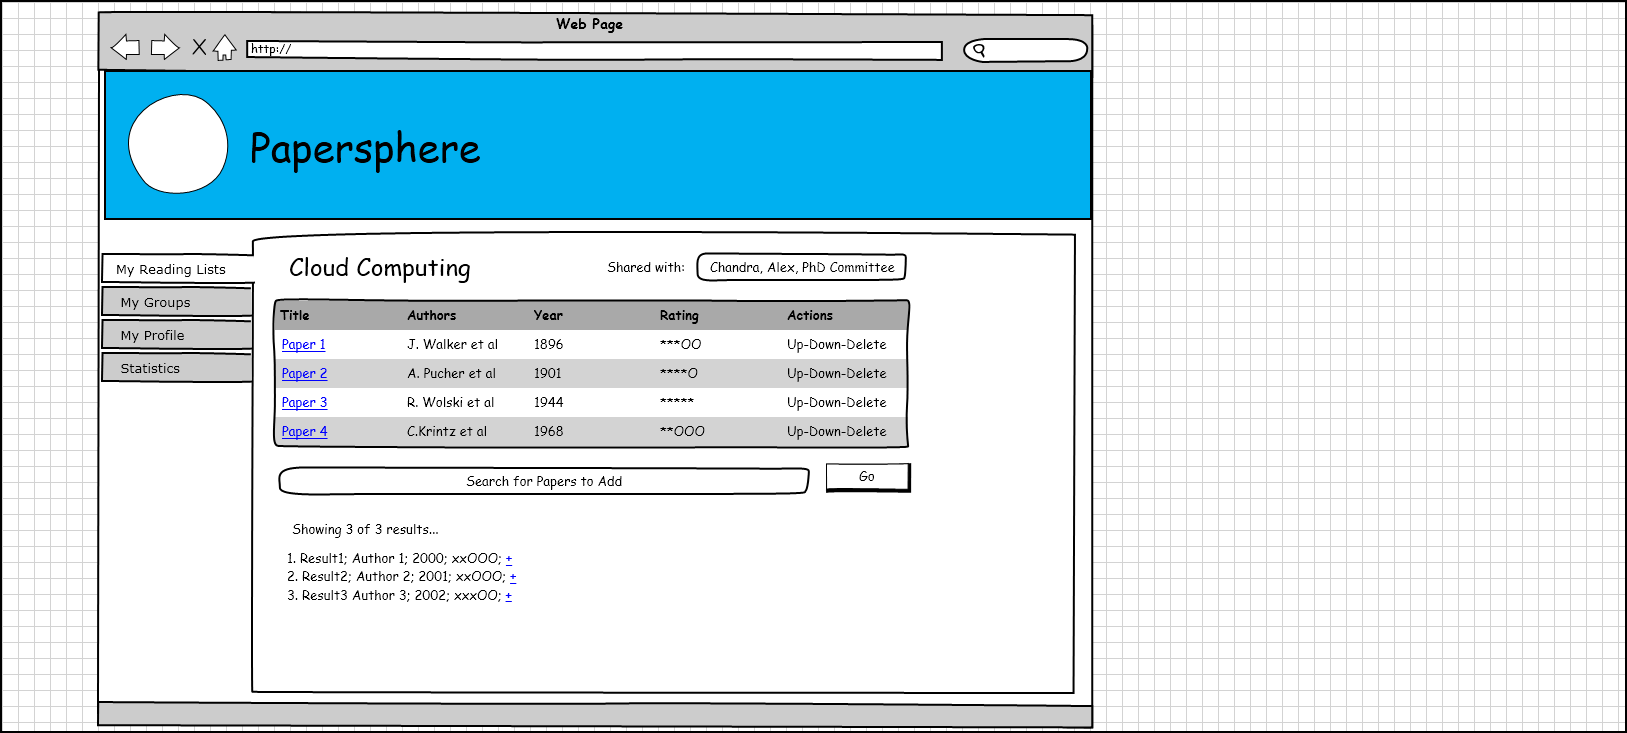 Web Page
http://
Papersphere
My Reading Lists
My Groups
My Profile
Statistics
Cloud Computing
Shared with: Chandra, Alex, PhD Committee
Title Authors Year Rating Actions
Paper 1 J. Walker et al 1896 ***OO Up-Down-Delete
Paper 2 A. Pucher et al 1901 ****O Up-Down-Delete
Paper 3 R. Wolski et al 1944 ***** Up-Down-Delete
Paper 4 C.Krintz et al 1968 **OOO Up-Down-Delete
Search for Papers to Add Go
Showing 3 of 3 results...
1. Result1; Author 1; 2000; xxOOO; +
2. Result2; Author 2; 2001; xxOOO; +
3. Result3 Author 3; 2002; xxxOO; +